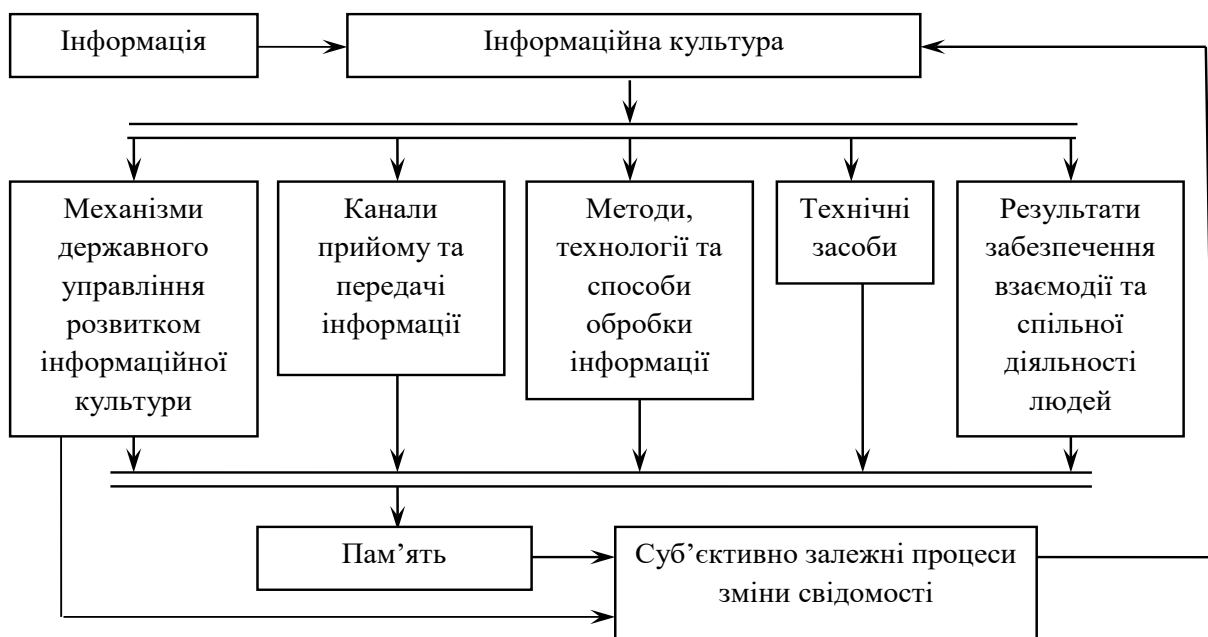 Інформація
Інформаційна культура
Механізми
державного
управління
розвитком
інформаційної
культури
Канали
прийому та
передачі
інформації
Методи,
технології та
способи
обробки
інформації
Технічні
засоби
Результати
забезпечення
взаємодії та
спільної
діяльності
людей
Пам’ять
Суб’єктивно залежні процеси
зміни свідомості